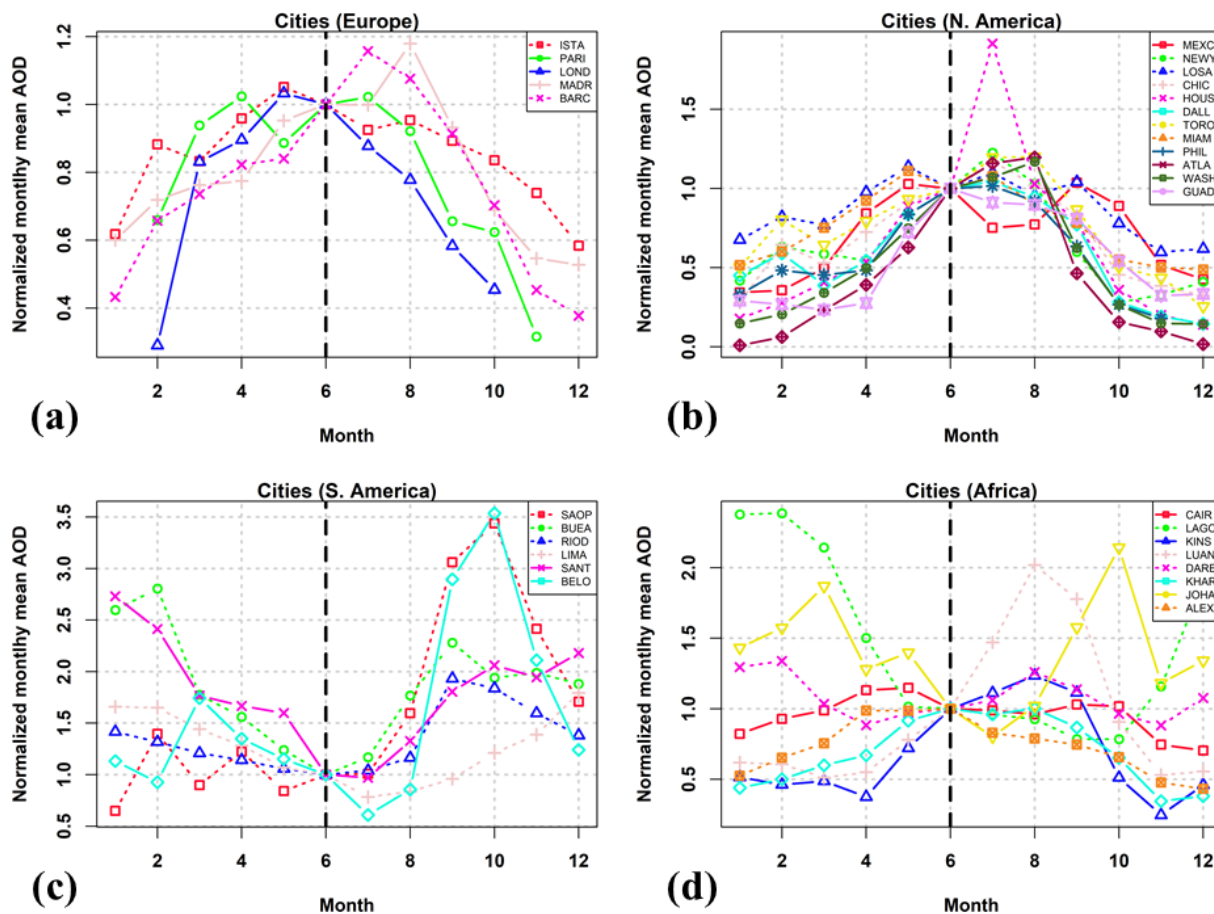 Cities (Europe)
Normalized montlhy mean AOD
1.2
1.0
0.8
0.6
0.4
2 4 6 8 10 12
Month
ISTA
PARI
LOND
MADR
BARC
(a)
Cities (N. America)
Normalized monthy mean AOD
1.5
1.0
0.5
0.0
2 4 6 8 10 12
Month
MEXC
NEWY
LOSA
CHIC
HOUS
DALL
TORO
MIAM
PHIL
ATLA
WASH
GUAD
(b)
Cities (S. America)
Normalized monthy mean AOD
3.5
3.0
2.5
2.0
1.5
1.0
0.5
2 4 6 8 10 12
Month
SAOP
BUEA
RIOD
LIMA
SANT
BELO
(c)
Cities (Africa)
Normalized monthy mean AOD
2.0
1.5
1.0
0.5
2 4 6 8 10 12
Month
CAIR
LAGO
KINS
LUAN
DARE
KHAR
JOHA
ALEX
(d)